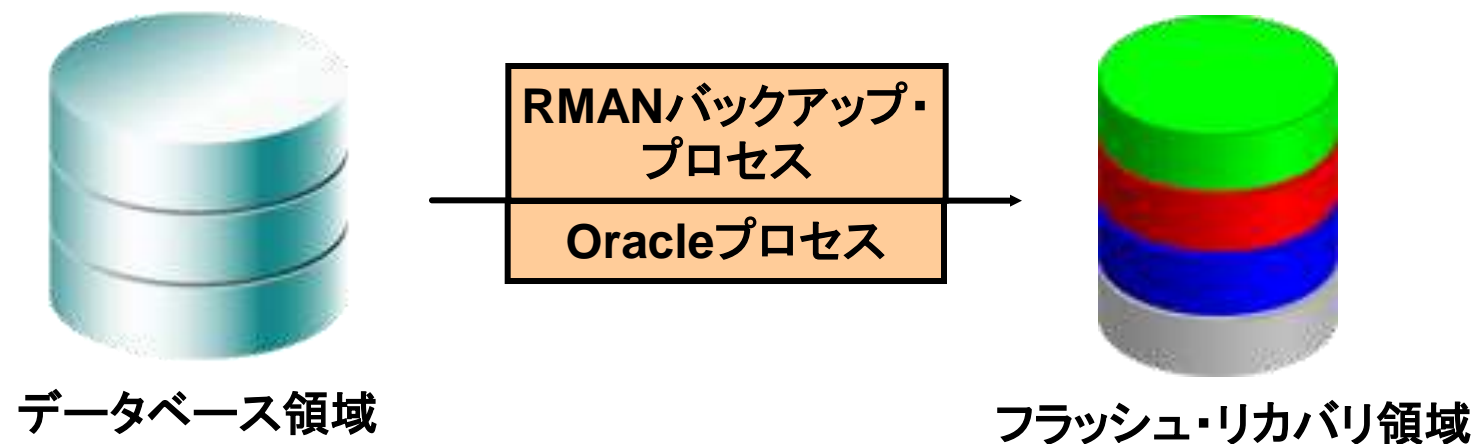 RMANバックアップ・
プロセス
Oracleプロセス
データベース領域
フラッシュ・リカバリ領域